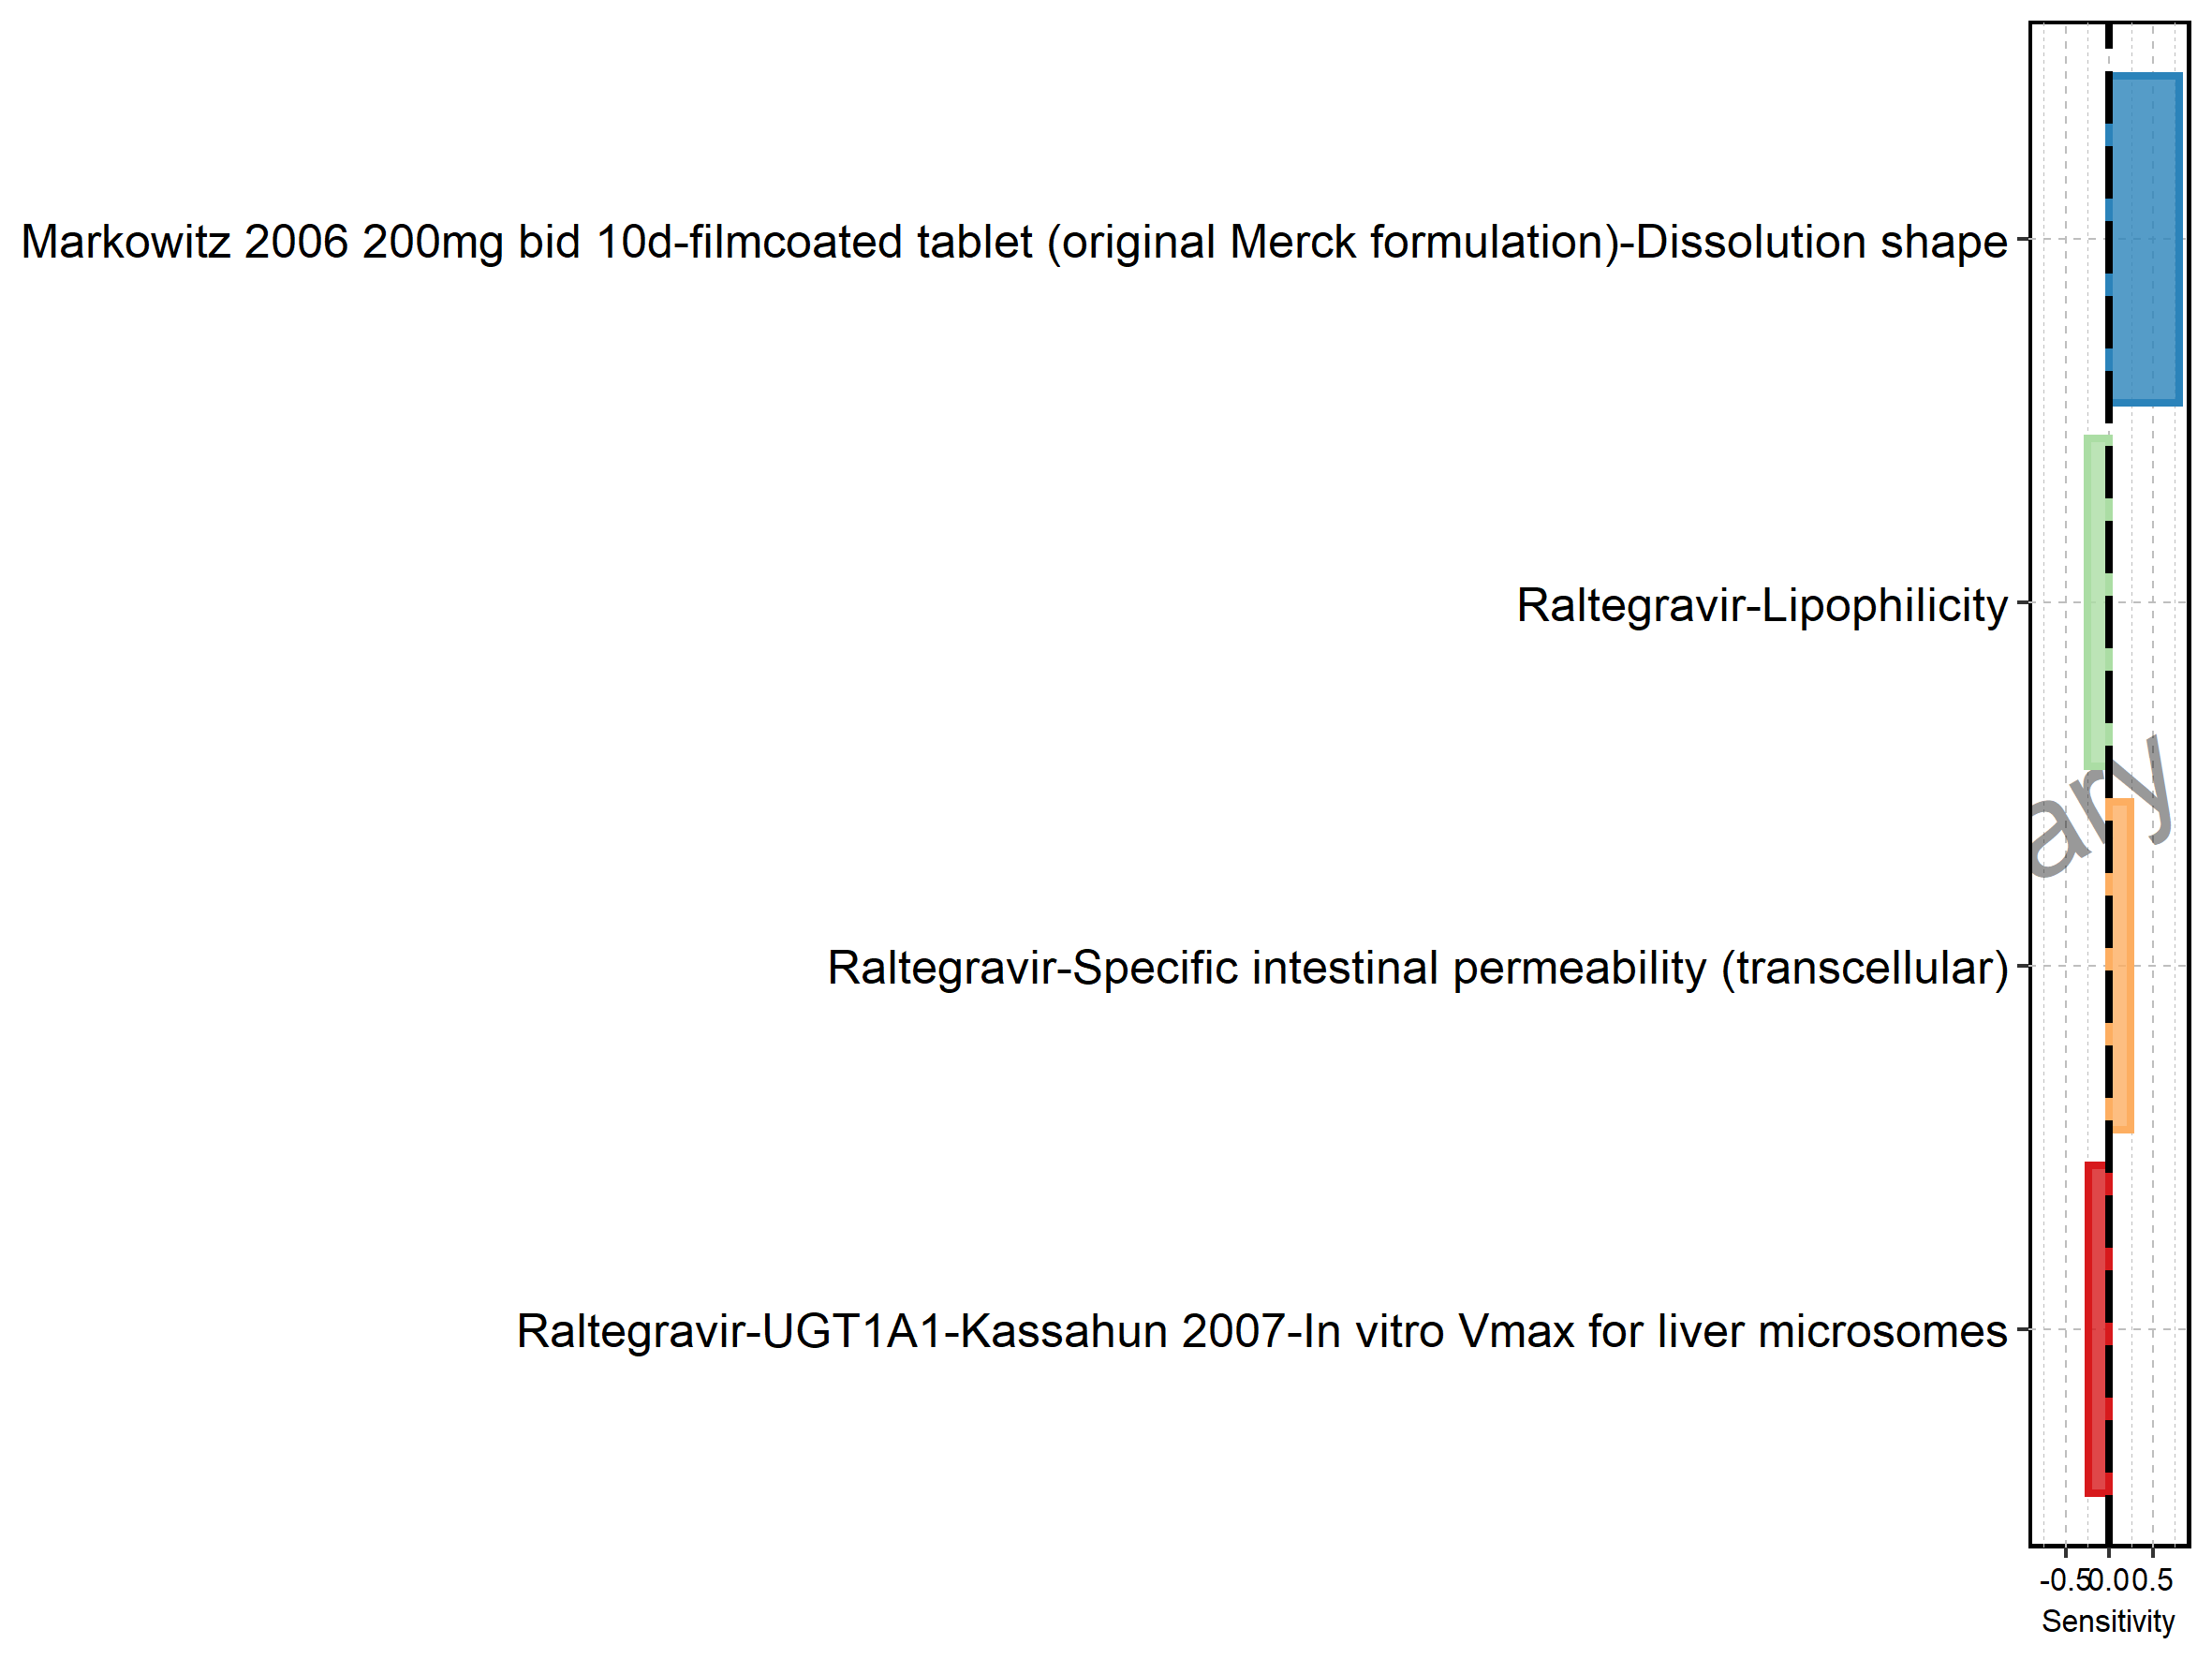 Markowitz 2006 200mg bid 10d-filmcoated tablet (original Merck formulation)-Dissolution shape
Raltegravir-Lipophilicity
ary
Raltegravir-Specific intestinal permeability (transcellular)
Raltegravir-UGT1A1-Kassahun 2007-In vitro Vmax for liver microsomes
-0.5 0.0 0.5
Sensitivity